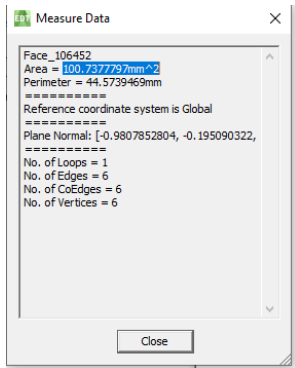 EDT Measure Data
Face_106452
Area = 100.7377797mm^2
Perimeter = 44.5739469mm
==========
Reference coordinate system is Global
==========
Plane Normal: [-0.9807852804, -0.195090322,
==========
No. of Loops = 1
No. of Edges = 6
No. of CoEdges = 6
No. of Vertices = 6
Close